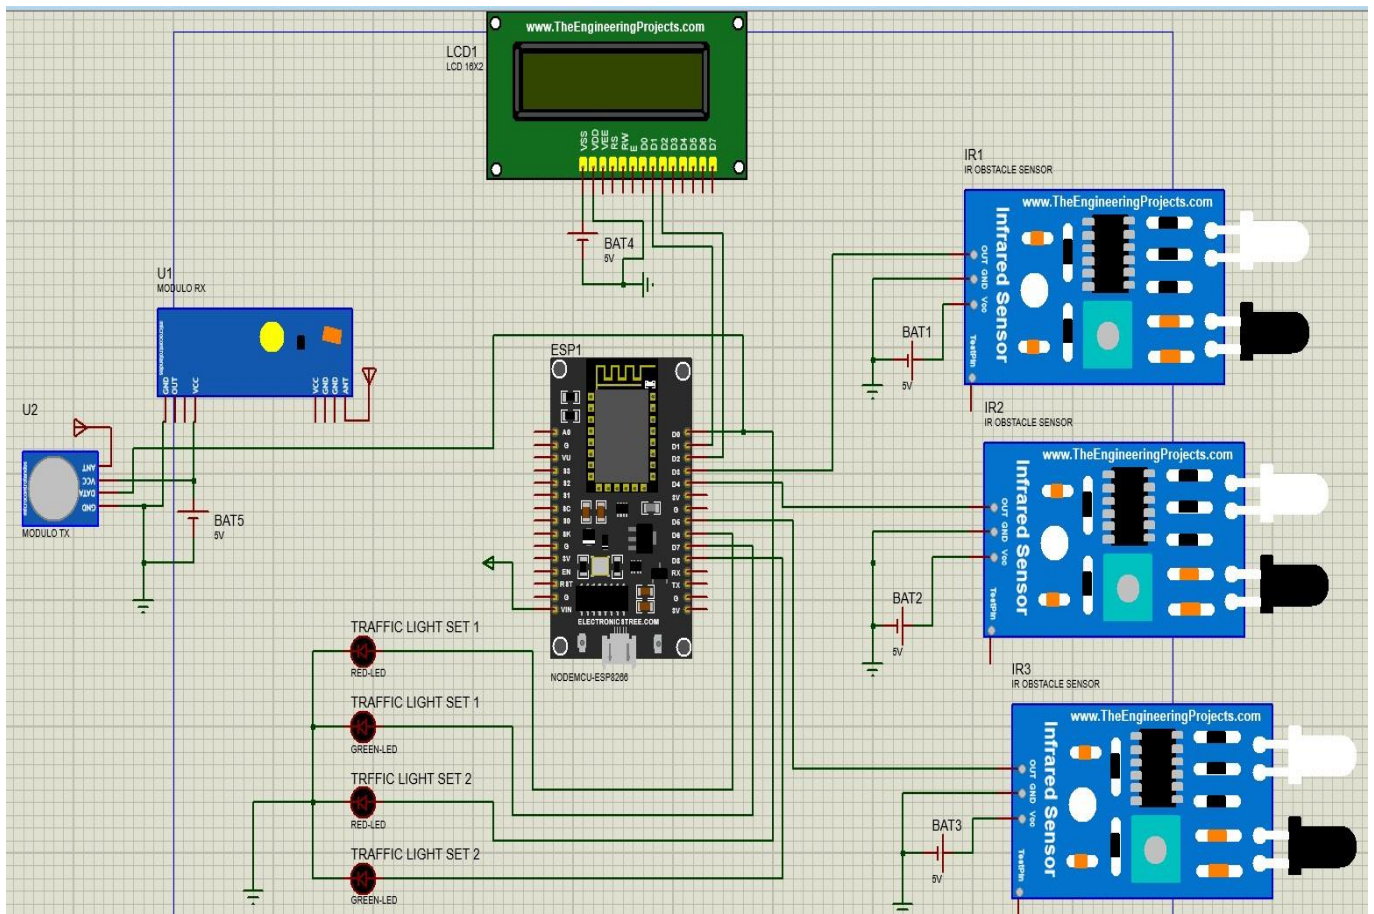 www.TheEngineeringProjects.com
LCD1
LCD 16X2
VSS
VDD
VEE
RS
RW
E
D0
D1
D2
D3
D4
D5
D6
D7
BAT4
5V
U1
MODULO RX
GND
OUT
VCC
VCC
GND
GND
ANT
U2
ANT
VCC
DATA
GND
MODULO TX
BAT5
5V
ESP1
A0
G
VU
S3
S2
S1
SC
S0
SK
G
3V
EN
RST
G
VIN
D0
D1
D2
D3
D4
3V
G
D5
D6
D7
D8
RX
TX
G
3V
ELECTRONICSTREE.COM
NODEMCU-ESP8266
TRAFFIC LIGHT SET 1
RED-LED
TRAFFIC LIGHT SET 1
GREEN-LED
TRFFIC LIGHT SET 2
RED-LED
TRAFFIC LIGHT SET 2
GREEN-LED
IR1
IR OBSTACLE SENSOR
www.TheEngineeringProjects.com
Infrared Sensor
OUT
GND
Vcc
TestPin
BAT1
5V
IR2
IR OBSTACLE SENSOR
www.TheEngineeringProjects.com
Infrared Sensor
OUT
GND
Vcc
TestPin
BAT2
5V
IR3
IR OBSTACLE SENSOR
www.TheEngineeringProjects.com
Infrared Sensor
OUT
GND
Vcc
TestPin
BAT3
5V